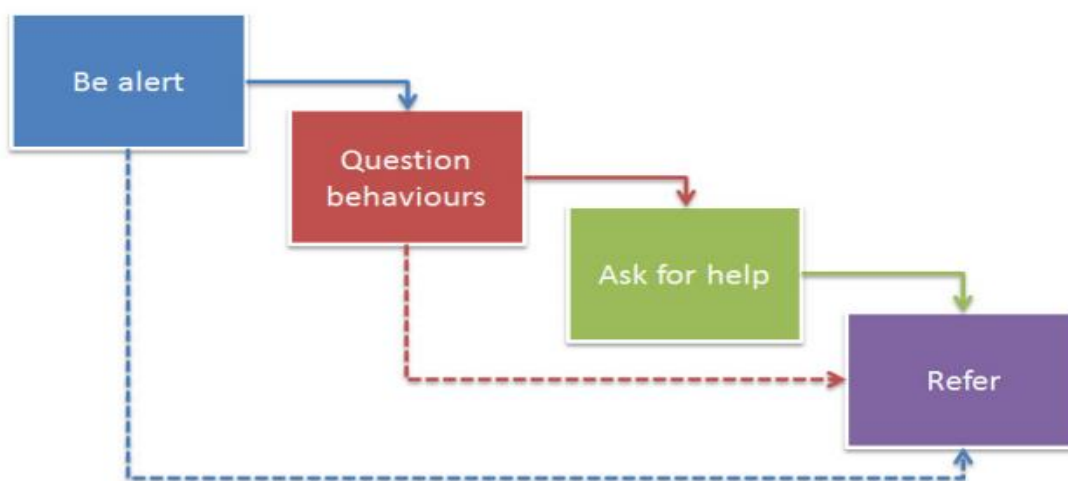 Be alert
Question
behaviours
Ask for help
Refer